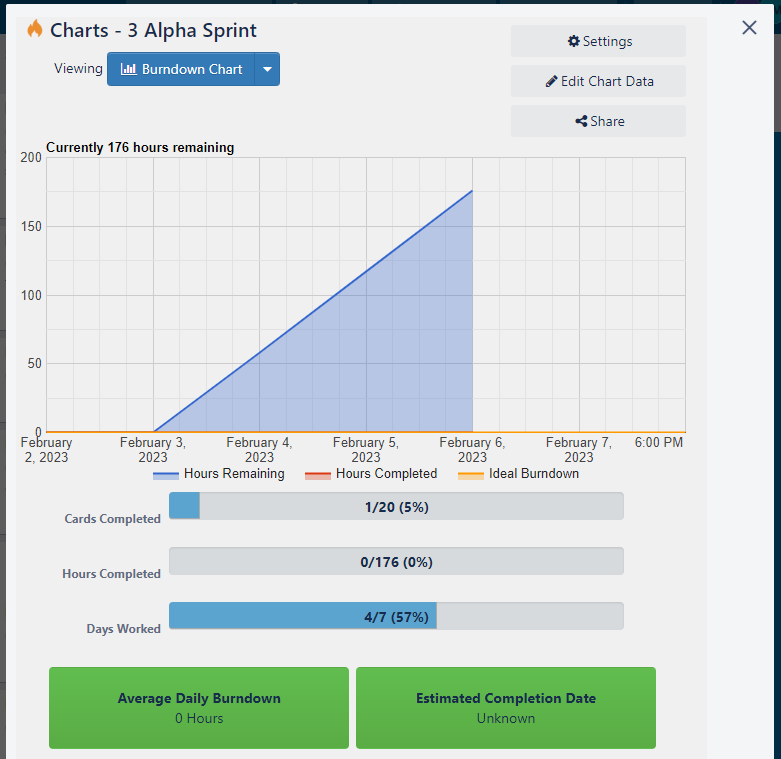 Charts - 3 Alpha Sprint
Settings
Viewing
Burndown Chart
Edit Chart Data
Share
Currently 176 hours remaining
200
150
100
50
0
February 2, 2023
February 3, 2023
February 4, 2023
February 5, 2023
February 6, 2023
February 7, 2023
6:00 PM
Hours Remaining
Hours Completed
Ideal Burndown
Cards Completed
1/20 (5%)
Hours Completed
0/176 (0%)
Days Worked
4/7 (57%)
Average Daily Burndown
0 Hours
Estimated Completion Date
Unknown